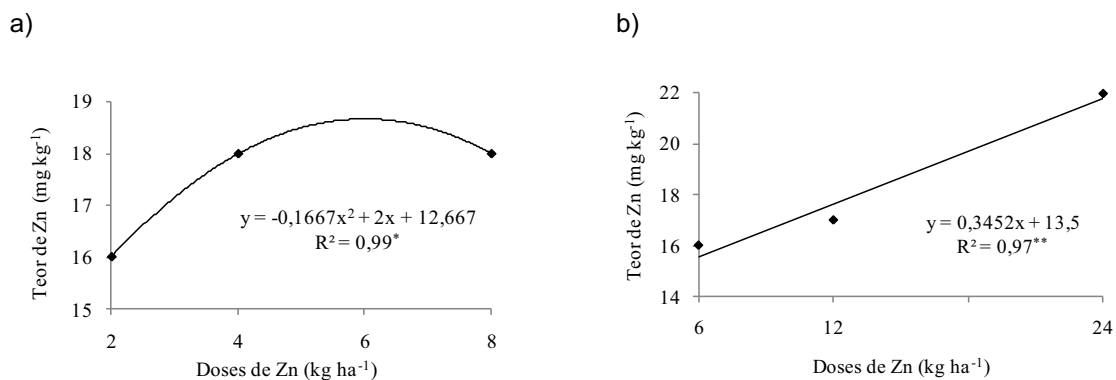 a)
19
18
17
16
15
2
4
6
8
Teor de Zn (mg kg⁻¹)
Doses de Zn (kg ha⁻¹)
y = -0,1667x² + 2x + 12,667
R² = 0,99*
b)
22
20
18
16
14
6
12
24
Teor de Zn (mg kg⁻¹)
Doses de Zn (kg ha⁻¹)
y = 0,3452x + 13,5
R² = 0,97**